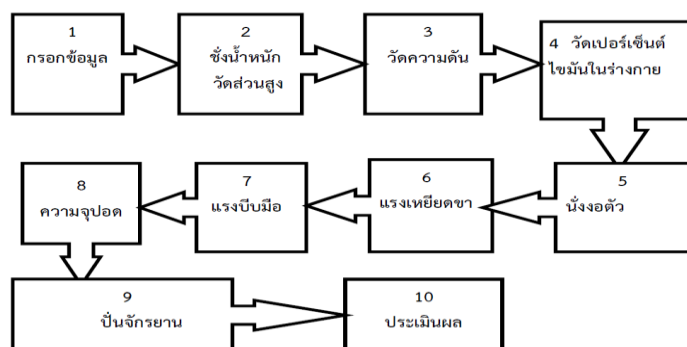 1
กรอกข้อมูล
2
ชั่งน้ำหนัก
วัดส่วนสูง
3
วัดความดัน
4 วัดเปอร์เซ็นต์
ไขมันในร่างกาย
5
นั่งงอตัว
6
แรงเหยียดขา
7
แรงบีบมือ
8
ความจุปอด
9
ปั่นจักรยาน
10
ประเมินผล